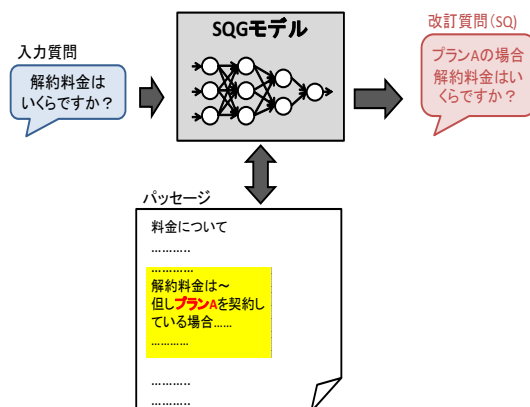 SQGモデル
改訂質問(SQ)
入力質問
解約料金は
いくらですか？
プランAの場合
解約料金はい
くらですか？
パッセージ
料金について
………..
…………
解約料金は～
但しプランAを契約し
ている場合……
…………
………..
………..